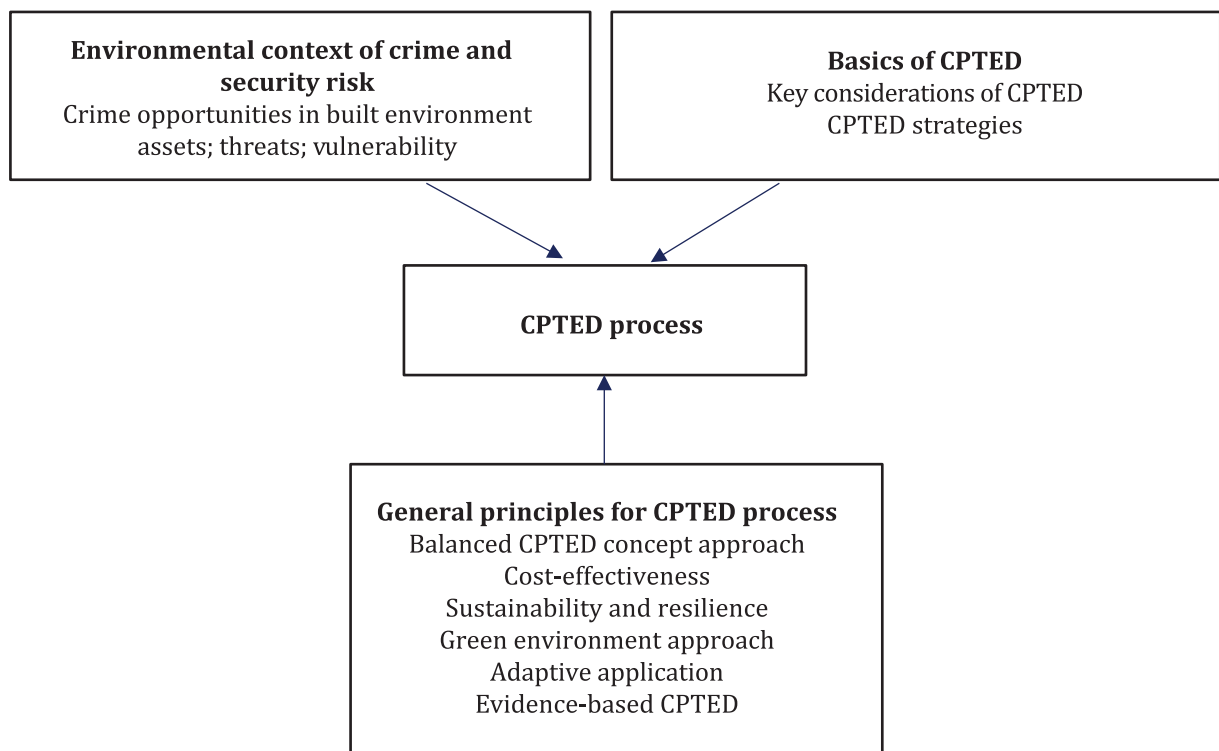 Environmental context of crime and
security risk
Crime opportunities in built environment
assets; threats; vulnerability
Basics of CPTED
Key considerations of CPTED
CPTED strategies
CPTED process
General principles for CPTED process
Balanced CPTED concept approach
Cost-effectiveness
Sustainability and resilience
Green environment approach
Adaptive application
Evidence-based CPTED